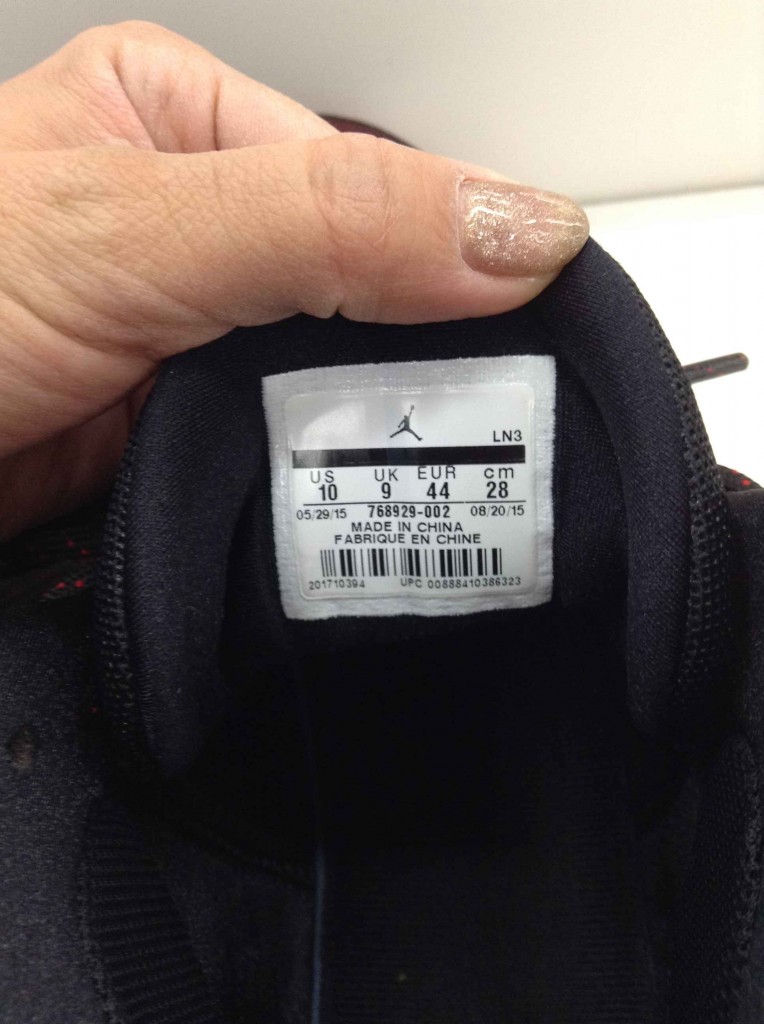 LN3
US UK EUR cm
10 9 44 28
05/29/15 768929-002 08/20/15
MADE IN CHINA
FABRIQUE EN CHINE
201710394 UPC 00888410386323